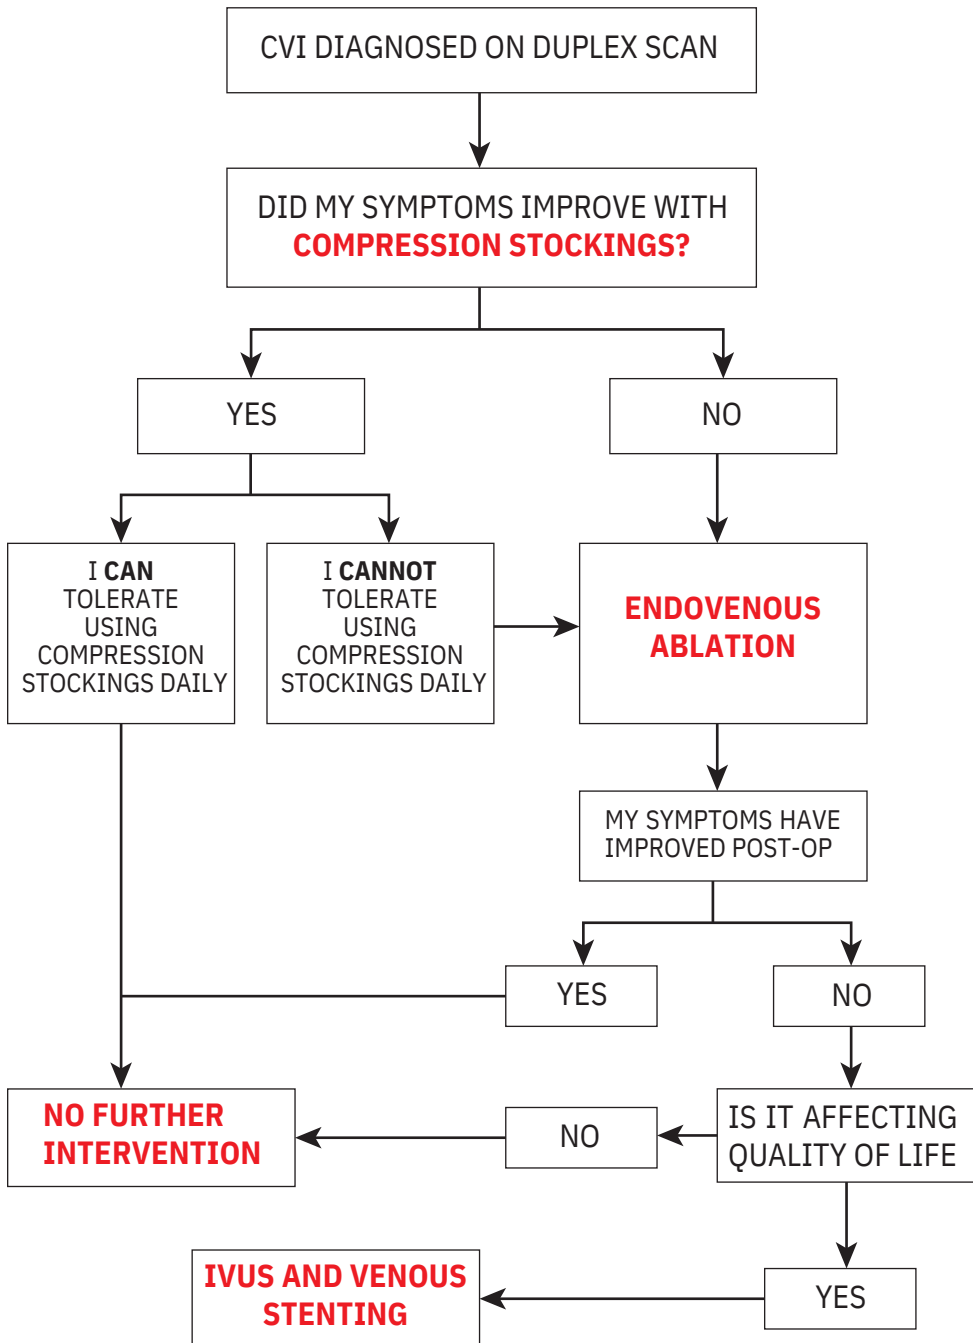 CVI DIAGNOSED ON DUPLEX SCAN
DID MY SYMPTOMS IMPROVE WITH
COMPRESSION STOCKINGS?
YES
NO
I CAN
TOLERATE
USING
COMPRESSION
STOCKINGS DAILY
I CANNOT
TOLERATE
USING
COMPRESSION
STOCKINGS DAILY
ENDOVENOUS
ABLATION
MY SYMPTOMS HAVE
IMPROVED POST-OP
YES
NO
NO FURTHER
INTERVENTION
NO
IS IT AFFECTING
QUALITY OF LIFE
IVUS AND VENOUS
STENTING
YES